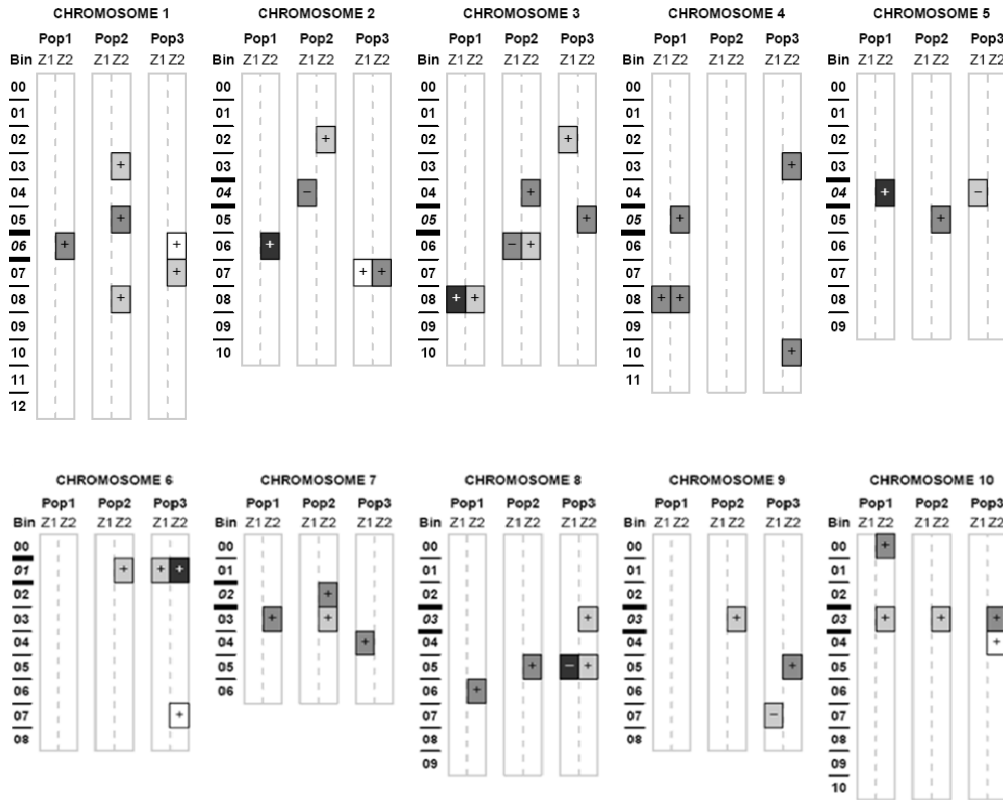 CHROMOSOME 1
Pop1 Pop2 Pop3
Bin Z1 Z2 Z1 Z2 Z1 Z2
00
01
02
03 +
04
05 +
06 + +
07 +
08 +
09
10
11
12
CHROMOSOME 2
Pop1 Pop2 Pop3
Bin Z1 Z2 Z1 Z2 Z1 Z2
00
01
02 +
03
04 −
05
06 +
07 + +
08
09
10
CHROMOSOME 3
Pop1 Pop2 Pop3
Bin Z1 Z2 Z1 Z2 Z1 Z2
00
01
02 +
03
04 +
05 +
06 − +
07
08 + +
09
10
CHROMOSOME 4
Pop1 Pop2 Pop3
Bin Z1 Z2 Z1 Z2 Z1 Z2
00
01
02
03 +
04
05 +
06
07
08 + +
09
10 +
11
CHROMOSOME 5
Pop1 Pop2 Pop3
Bin Z1 Z2 Z1 Z2 Z1 Z2
00
01
02
03
04 + −
05 +
06
07
08
09
CHROMOSOME 6
Pop1 Pop2 Pop3
Bin Z1 Z2 Z1 Z2 Z1 Z2
00
01 + + +
02
03
04
05
06
07 +
08
CHROMOSOME 7
Pop1 Pop2 Pop3
Bin Z1 Z2 Z1 Z2 Z1 Z2
00
01
02 +
03 + +
04 +
05
06
CHROMOSOME 8
Pop1 Pop2 Pop3
Bin Z1 Z2 Z1 Z2 Z1 Z2
00
01
02
03 +
04
05 + − +
06 +
07
08
09
CHROMOSOME 9
Pop1 Pop2 Pop3
Bin Z1 Z2 Z1 Z2 Z1 Z2
00
01
02
03 +
04
05 +
06
07 −
08
CHROMOSOME 10
Pop1 Pop2 Pop3
Bin Z1 Z2 Z1 Z2 Z1 Z2
00 +
01
02
03 + + +
04 +
05
06
07
08
09
10